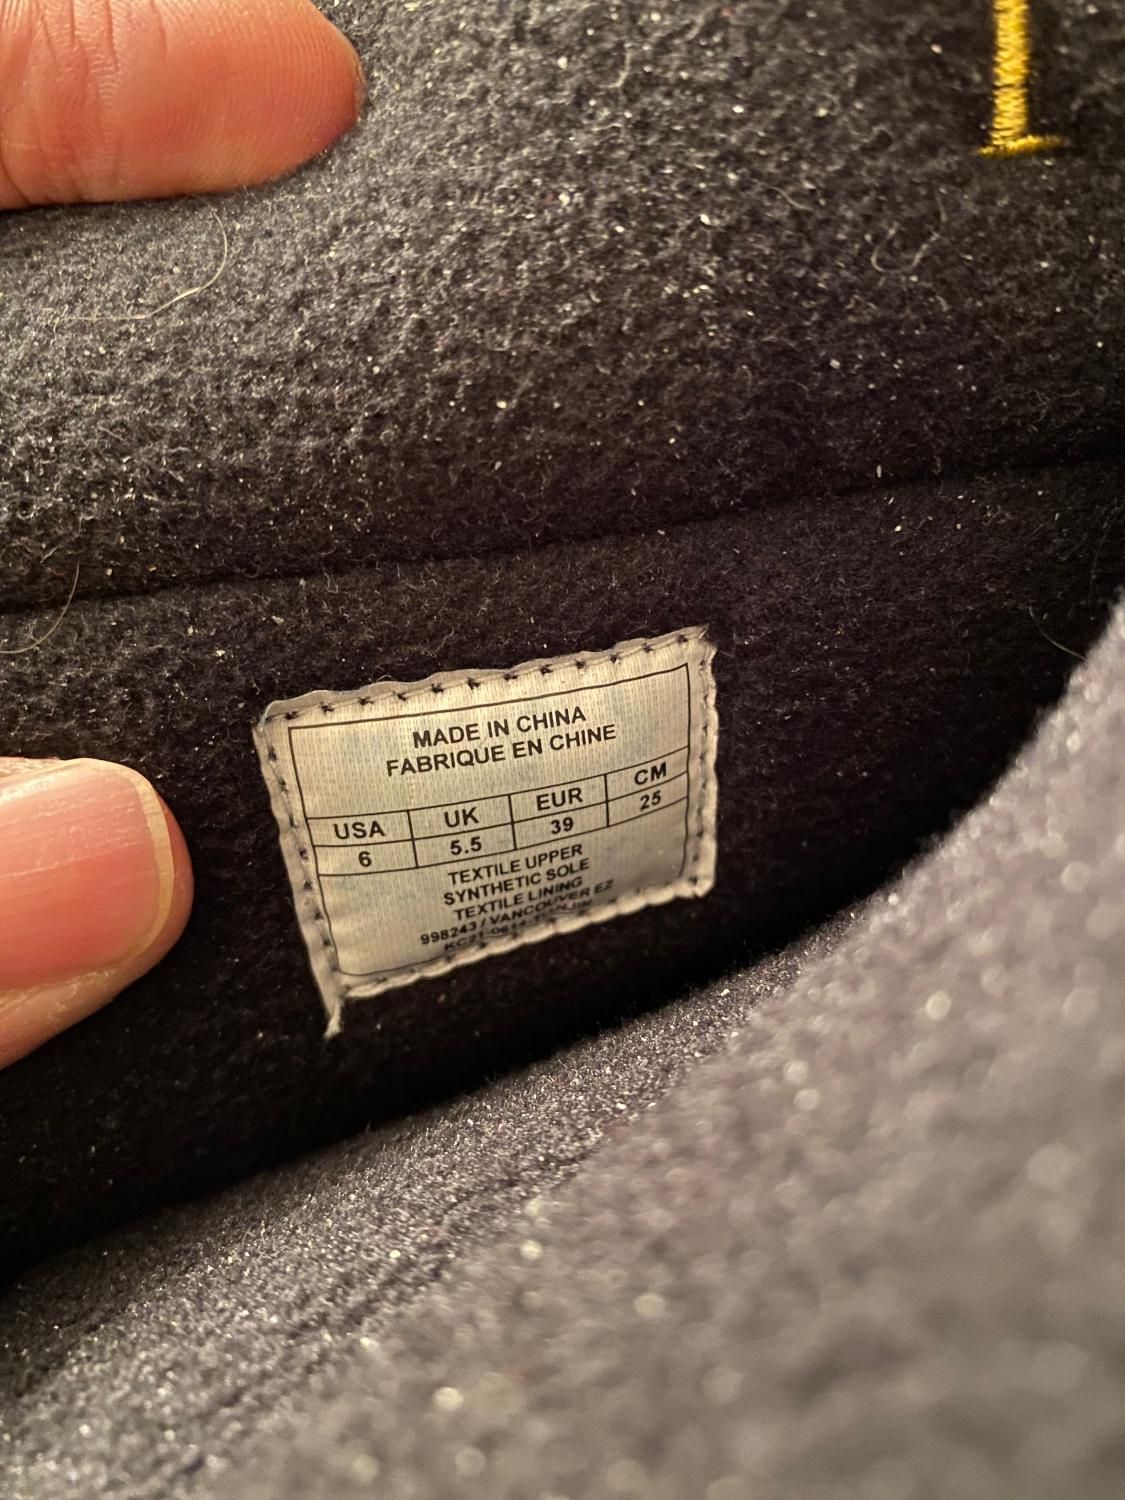 MADE IN CHINA
FABRIQUE EN CHINE
USA UK EUR CM
6 5.5 39 25
TEXTILE UPPER
SYNTHETIC SOLE
TEXTILE LINING
998243 / VANCOUVER EZ